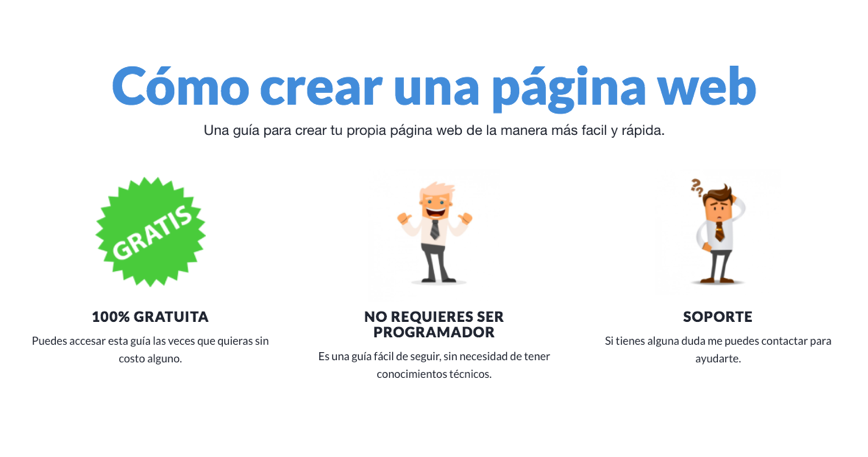 Cómo crear una página web
Una guía para crear tu propia página web de la manera más facil y rápida.
GRATIS
??
100% GRATUITA
Puedes accesar esta guía las veces que quieras sin
costo alguno.
NO REQUIERES SER
PROGRAMADOR
Es una guía fácil de seguir, sin necesidad de tener
conocimientos técnicos.
SOPORTE
Si tienes alguna duda me puedes contactar para
ayudarte.